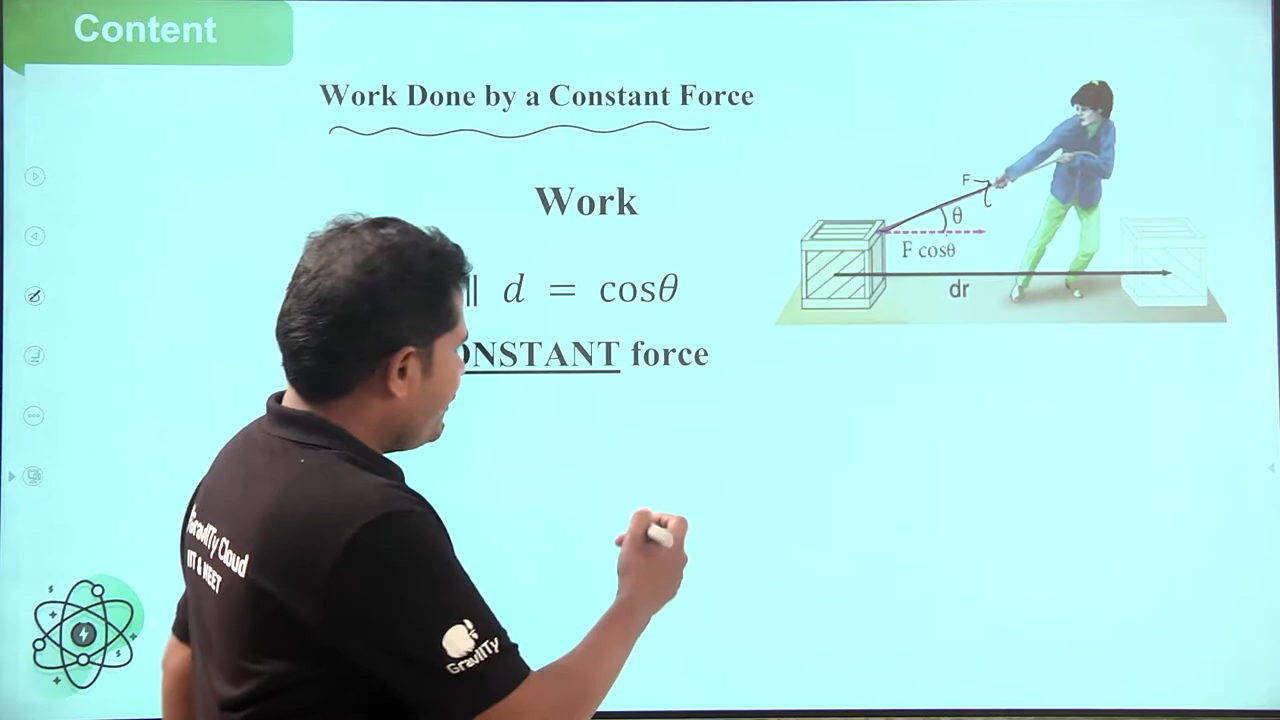 Content
Work Done by a Constant Force
Work
F
θ
F cosθ
dr
∥ d = cosθ
ONSTANT force
GravITy Cloud
IIT & NEET
GravITy